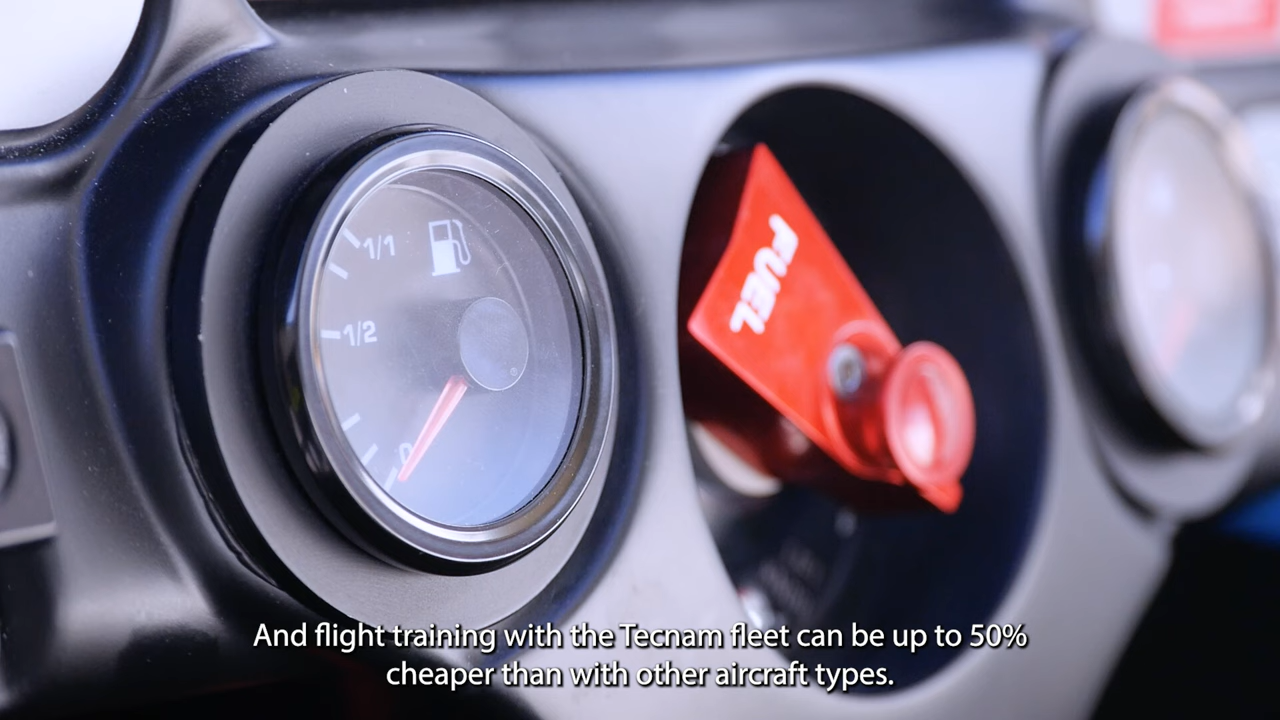 1/1
1/2
0
FUEL
And flight training with the Tecnam fleet can be up to 50%
cheaper than with other aircraft types.